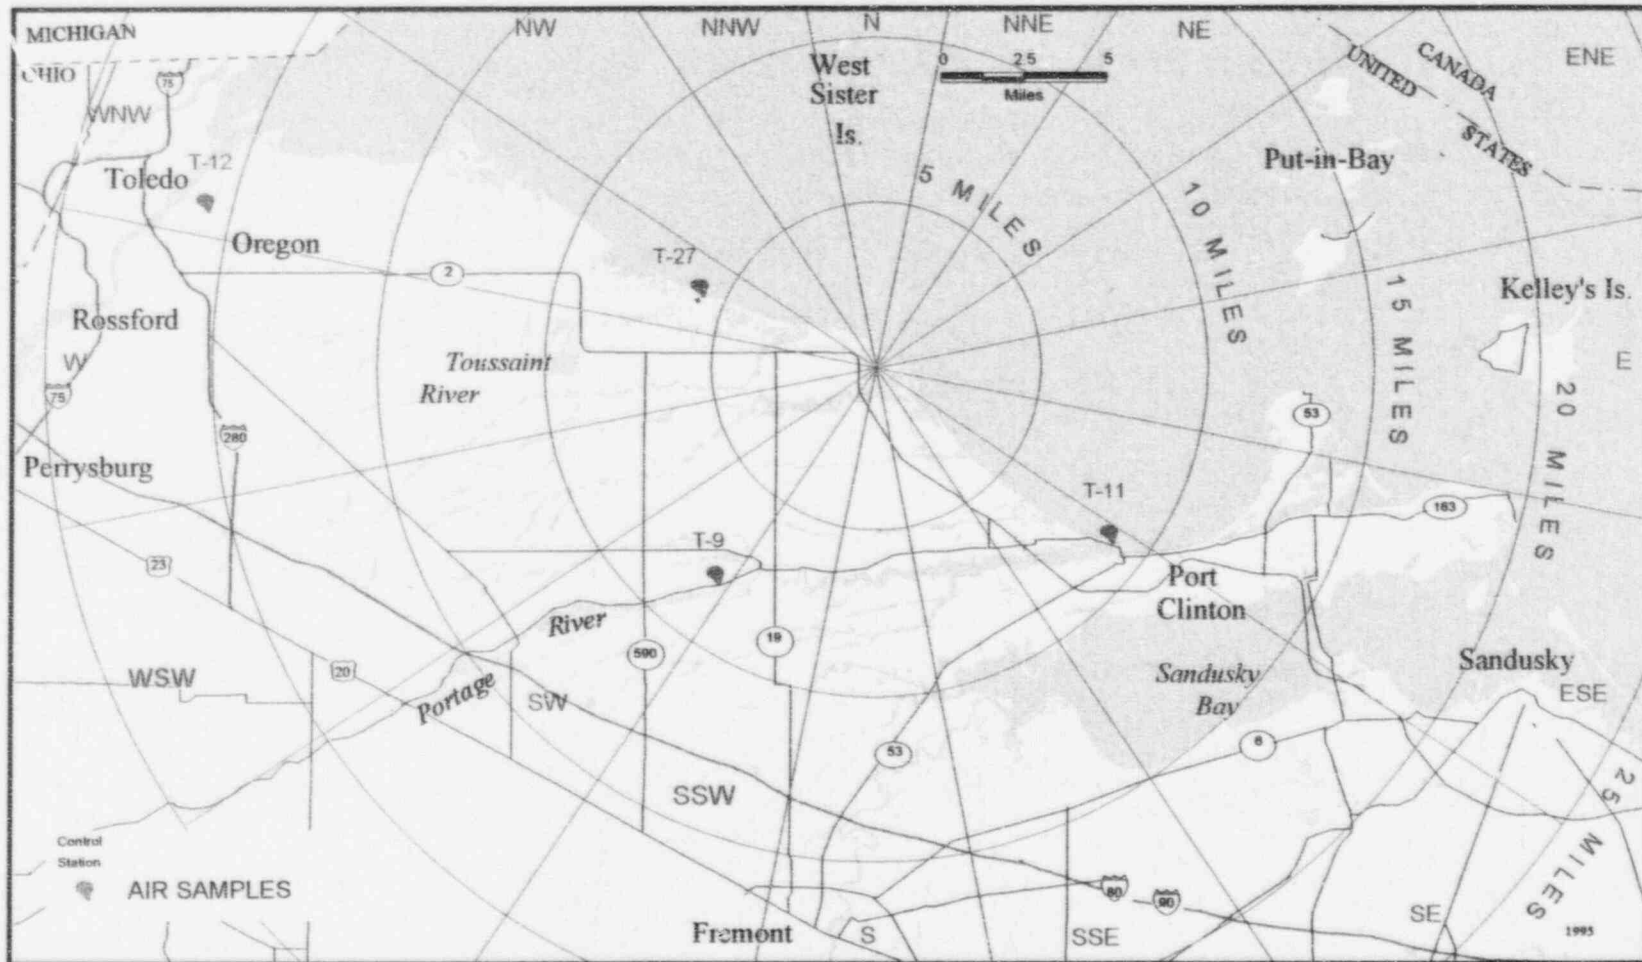 NW
NNW
N
NNE
NE
ENE
MICHIGAN
OHIO
75
WNW
T-12
Toledo
Oregon
2
Rossford
W
75
280
Perrysburg
23
WSW
20
West
Sister
Is.
0 2.5 5
Miles
5 MILES
10 MILES
15 MILES
20 MILES
25 MILES
CANADA
UNITED STATES
Put-in-Bay
Kelley's Is.
E
T-27
Toussaint
River
53
163
T-11
T-9
Port
Clinton
River
Portage
590
19
SW
Sandusky
Bay
Sandusky
ESE
53
6
SSW
Control
Station
AIR SAMPLES
80
90
Fremont
S
SSE
SE
1995